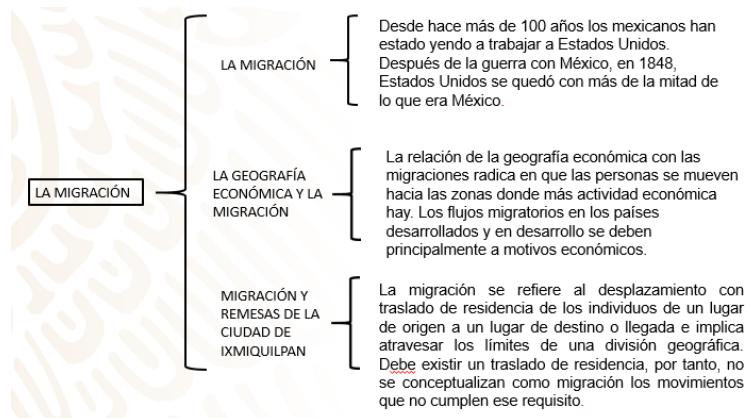 LA MIGRACIÓN
LA MIGRACIÓN
Desde hace más de 100 años los mexicanos han
estado yendo a trabajar a Estados Unidos.
Después de la guerra con México, en 1848,
Estados Unidos se quedó con más de la mitad de
lo que era México.
LA GEOGRAFÍA
ECONÓMICA Y LA
MIGRACIÓN
La relación de la geografía económica con las
migraciones radica en que las personas se mueven
hacia las zonas donde más actividad económica
hay. Los flujos migratorios en los países
desarrollados y en desarrollo se deben
principalmente a motivos económicos.
MIGRACIÓN Y
REMESAS DE LA
CIUDAD DE
IXMIQUILPAN
La migración se refiere al desplazamiento con
traslado de residencia de los individuos de un lugar
de origen a un lugar de destino o llegada e implica
atravesar los límites de una división geográfica.
Debe existir un traslado de residencia, por tanto, no
se conceptualizan como migración los movimientos
que no cumplen ese requisito.